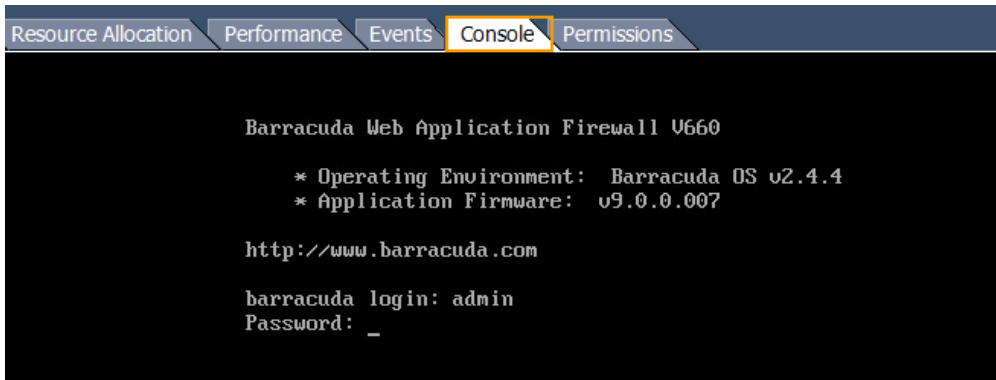 Resource Allocation Performance Events Console Permissions
Barracuda Web Application Firewall V660
* Operating Environment: Barracuda OS v2.4.4
* Application Firmware: v9.0.0.007
http://www.barracuda.com
barracuda login: admin
Password: _